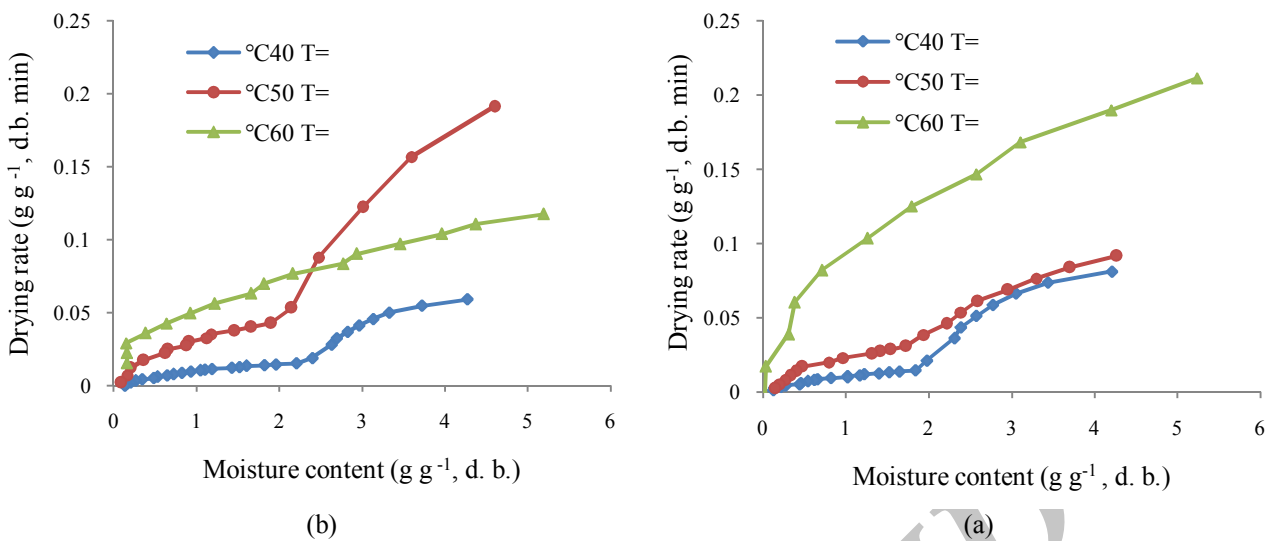 0.25
0.2
0.15
0.1
0.05
0
Drying rate (g g -1, d.b. min)
°C40 T=
°C50 T=
°C60 T=
0 1 2 3 4 5 6
Moisture content (g g -1, d. b.)
(b)
0.25
0.2
0.15
0.1
0.05
0
Drying rate (g g -1, d.b. min)
°C40 T=
°C50 T=
°C60 T=
0 1 2 3 4 5 6
Moisture content (g g -1 , d. b.)
(a)